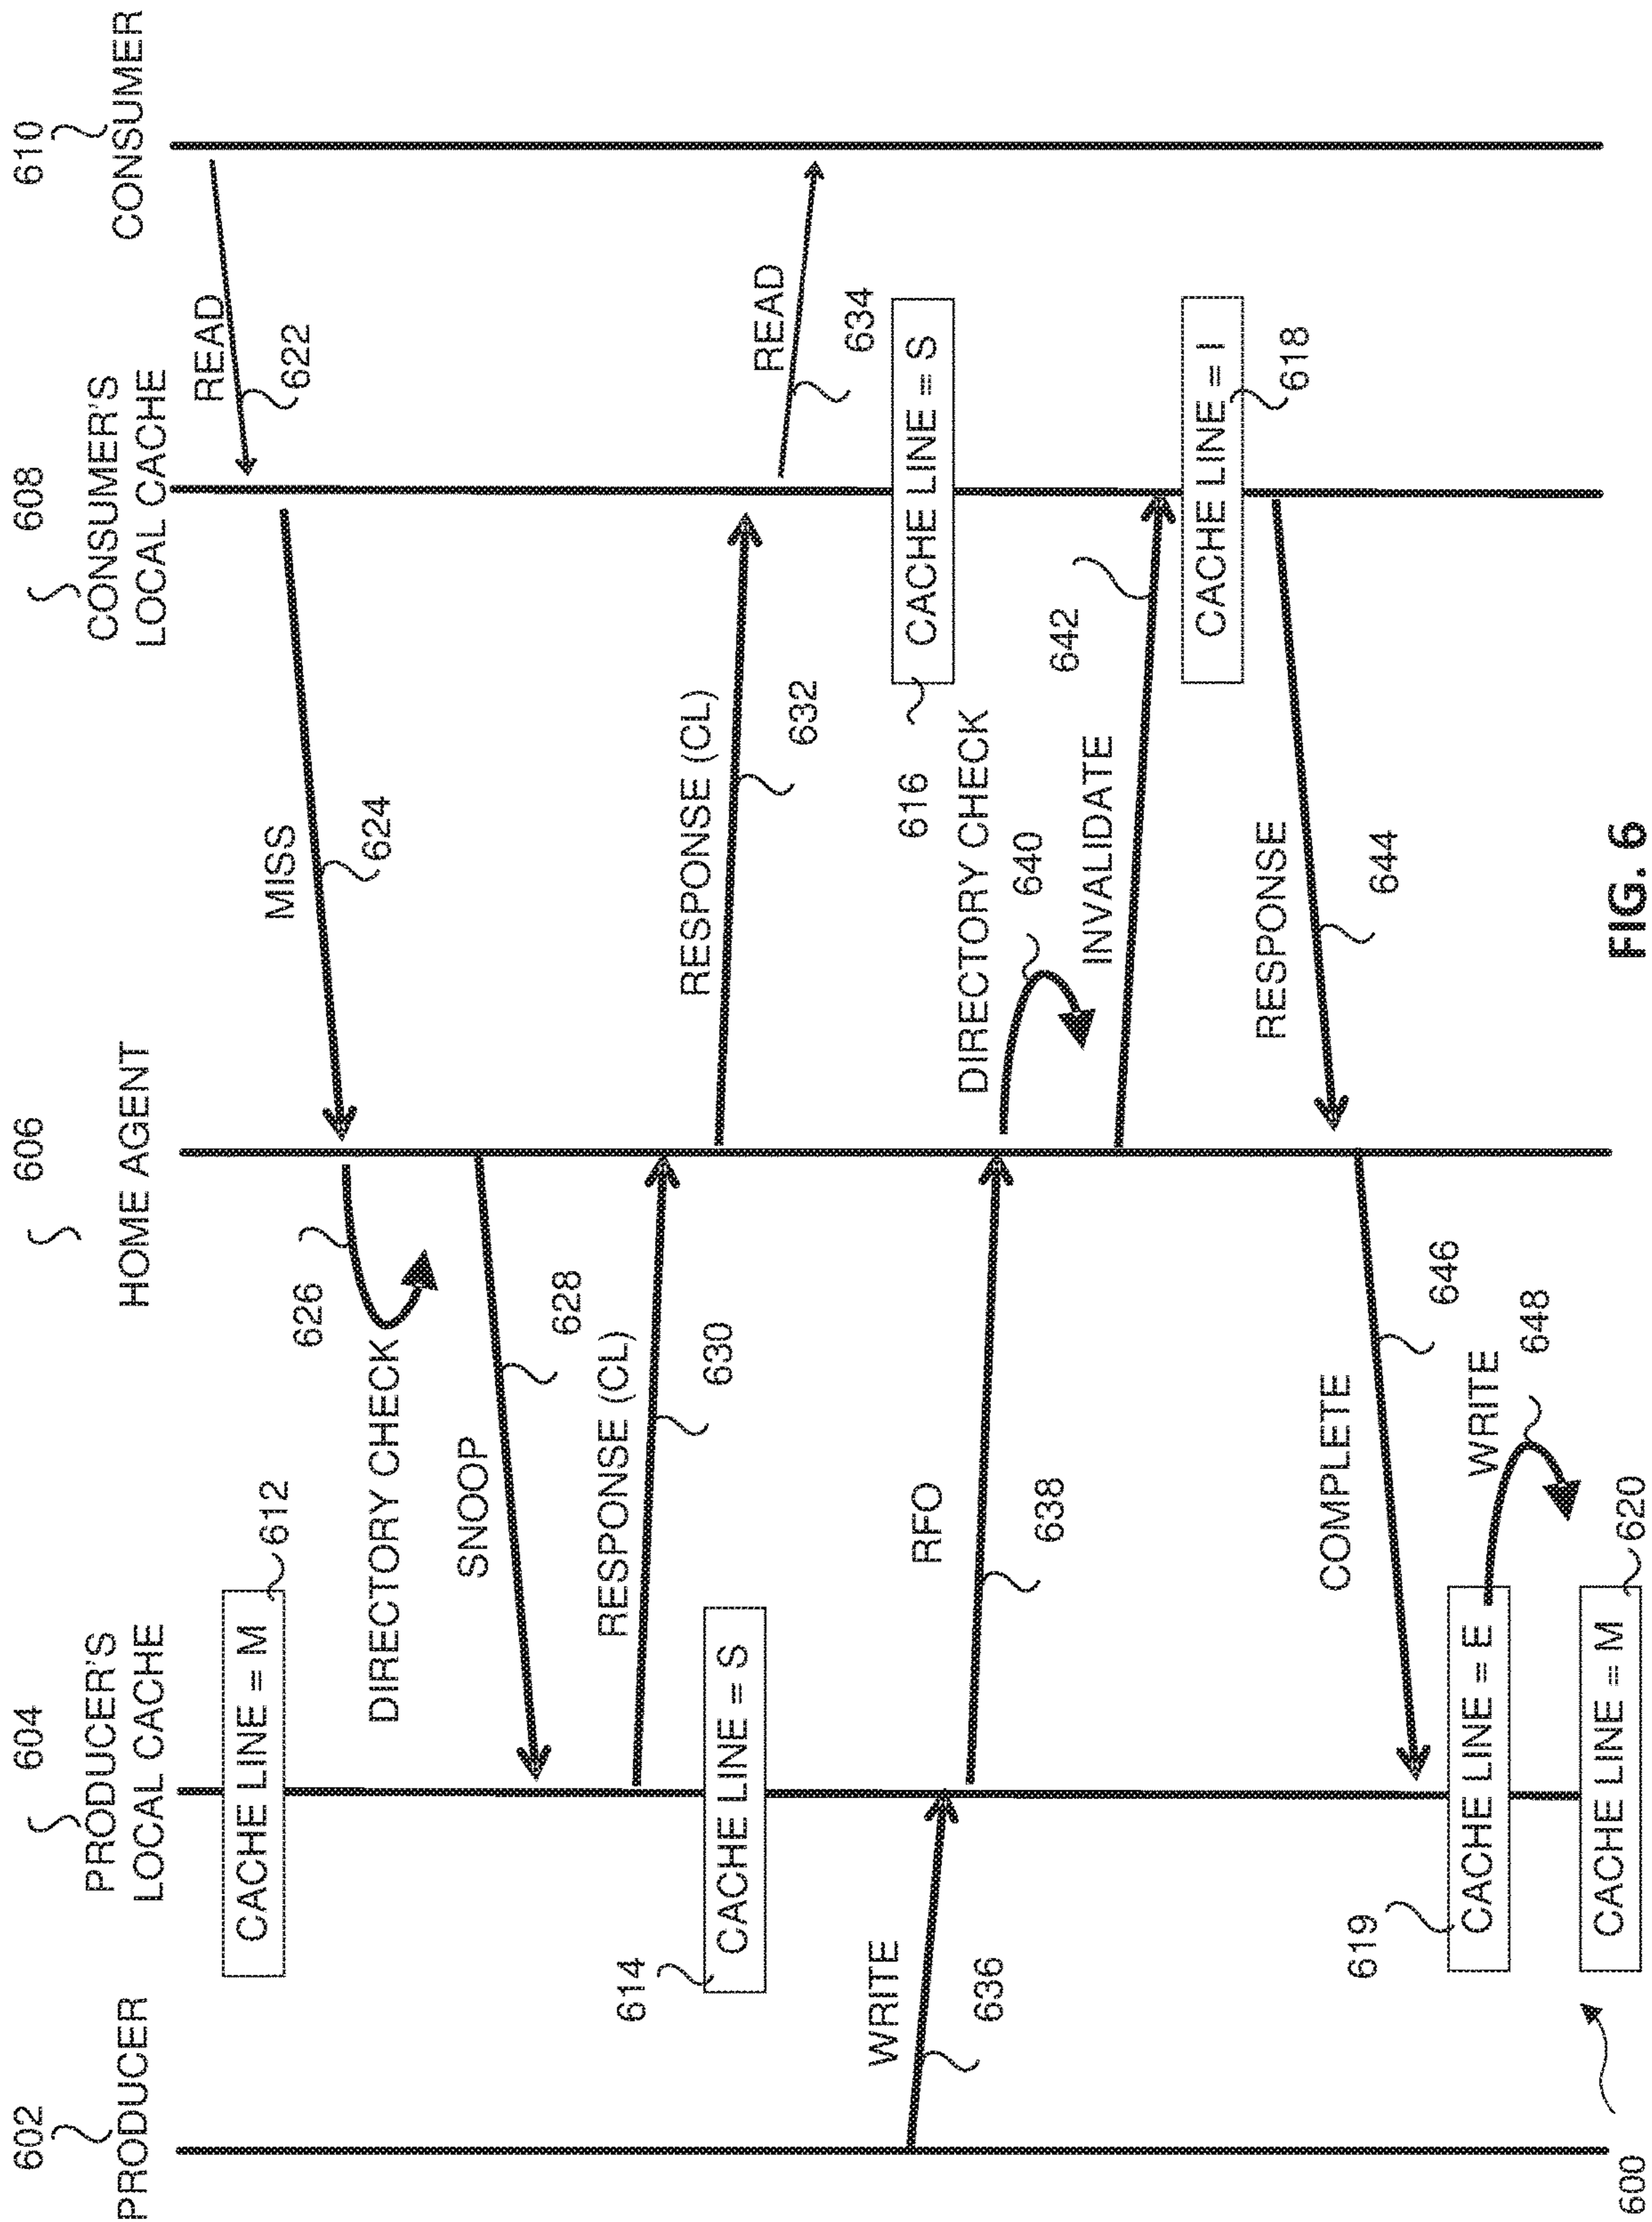 602
PRODUCER
604
PRODUCER'S
LOCAL CACHE
606
HOME AGENT
608
CONSUMER'S
LOCAL CACHE
610
CONSUMER
READ
622
CACHE LINE = M
612
MISS
624
626
DIRECTORY CHECK
SNOOP
628
RESPONSE (CL)
630
614
CACHE LINE = S
RESPONSE (CL)
632
READ
634
616
CACHE LINE = S
WRITE
636
RFO
638
DIRECTORY CHECK
640
INVALIDATE
642
CACHE LINE = I
618
RESPONSE
644
COMPLETE
646
619
CACHE LINE = E
WRITE
648
CACHE LINE = M
620
600
FIG. 6